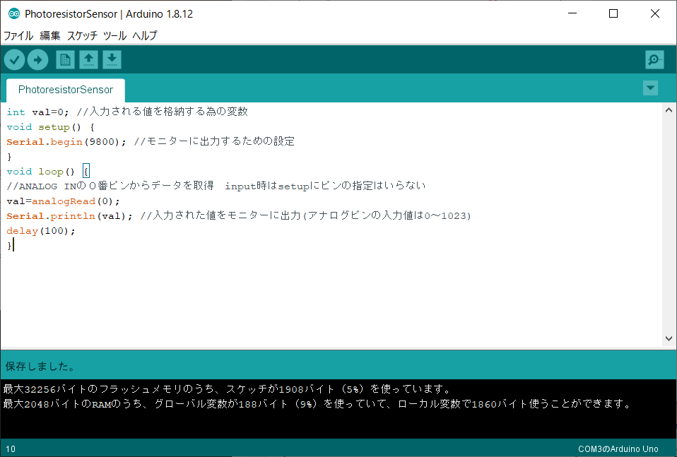 PhotoresistorSensor | Arduino 1.8.12
ファイル 編集 スケッチ ツール ヘルプ
PhotoresistorSensor
int val=0; //入力される値を格納する為の変数
void setup() {
Serial.begin(9800); //モニターに出力するための設定
}
void loop() {
//ANALOG INの０番ピンからデータを取得　input時はsetupにピンの指定はいらない
val=analogRead(0);
Serial.println(val); //入力された値をモニターに出力(アナログピンの入力値は0～1023)
delay(100);
}
保存しました。
最大32256バイトのフラッシュメモリのうち、スケッチが1908バイト（5%）を使っています。
最大2048バイトのRAMのうち、グローバル変数が188バイト（9%）を使っていて、ローカル変数で1860バイト使うことができます。
10
COM3のArduino Uno